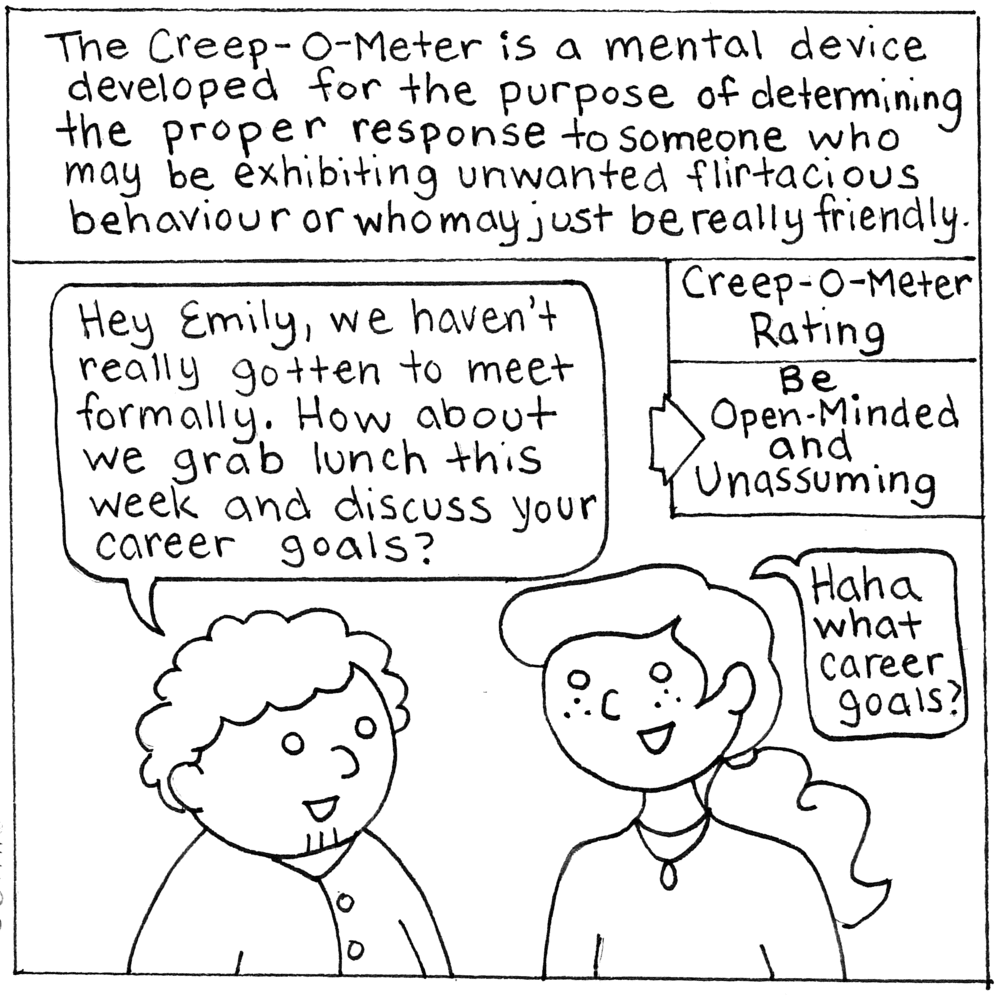 The Creep-O-Meter is a mental device
developed for the purpose of determining
the proper response to someone who
may be exhibiting unwanted flirtacious
behaviour or who may just be really friendly.
Hey Emily, we haven't
really gotten to meet
formally. How about
we grab lunch this
week and discuss your
career goals?
Creep-O-Meter
Rating
Be
Open-Minded
and
Unassuming
Haha
what
career
goals?